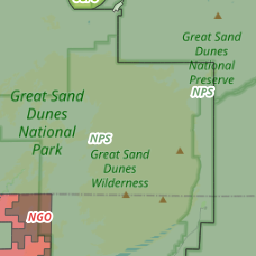 Great Sand
Dunes
National
Preserve
NPS
Great Sand
Dunes
National
Park
NPS
Great Sand
Dunes
Wilderness
NGO